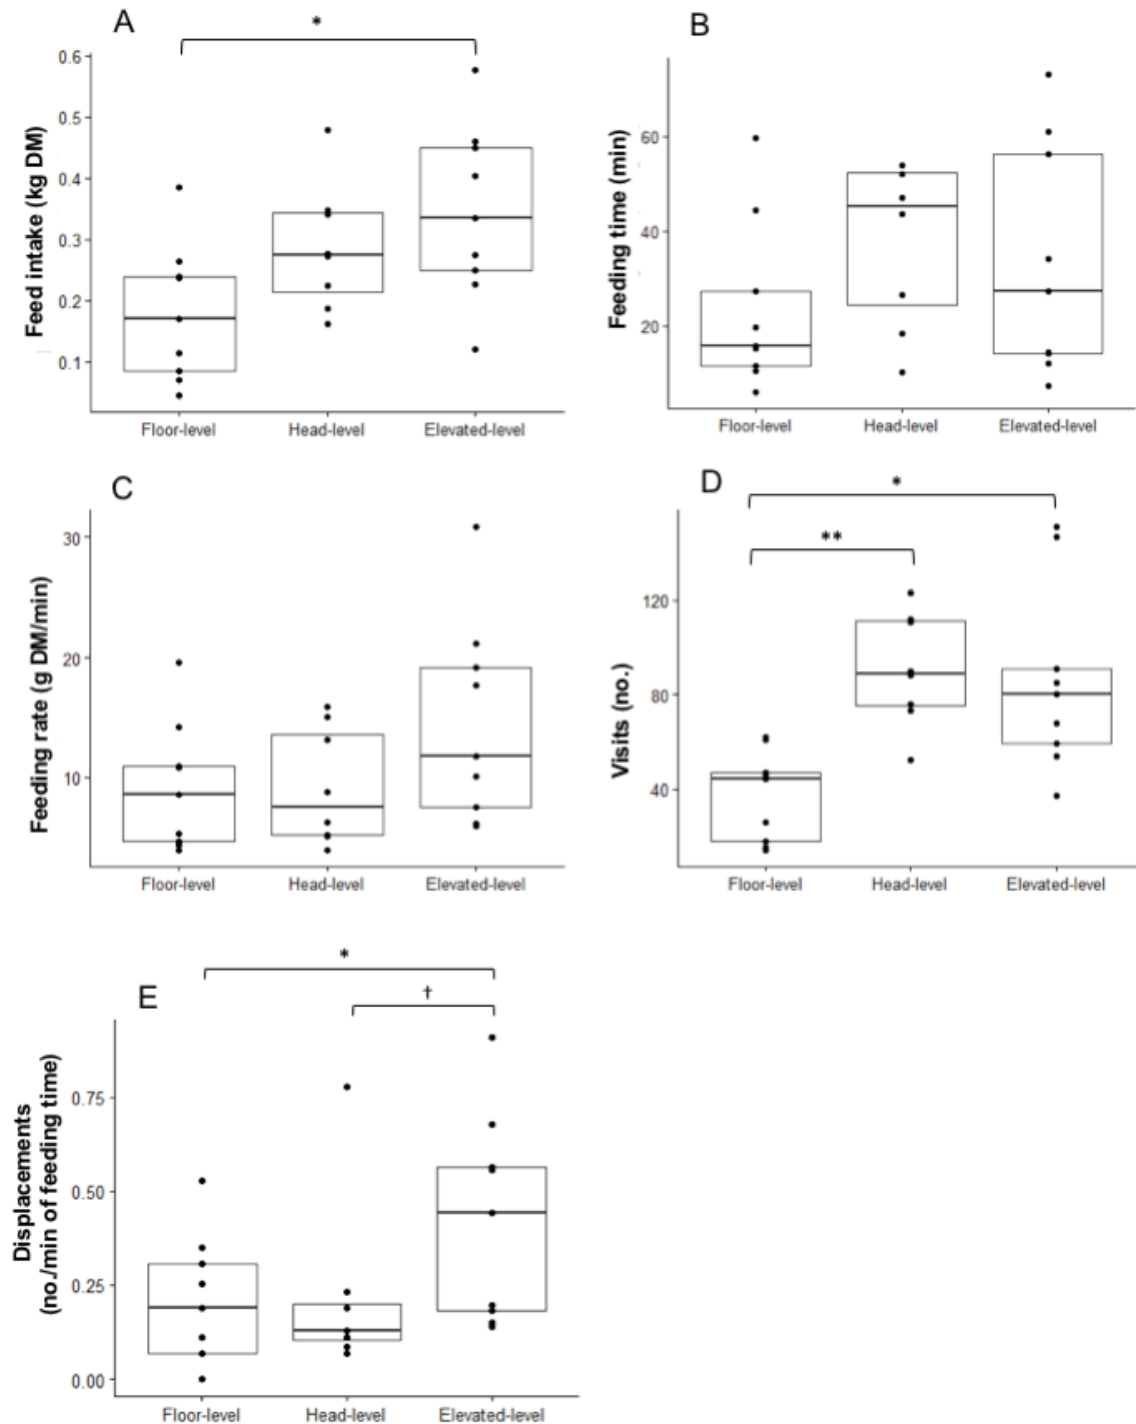 A
*
0.6
0.5
0.4
0.3
0.2
0.1
Feed intake (kg DM)
Floor-level Head-level Elevated-level
B
60
40
20
Feeding time (min)
Floor-level Head-level Elevated-level
C
30
20
10
Feeding rate (g DM/min)
Floor-level Head-level Elevated-level
D
*
**
120
80
40
Visits (no.)
Floor-level Head-level Elevated-level
E
*
†
0.75
0.50
0.25
0.00
Displacements
(no./min of feeding time)
Floor-level Head-level Elevated-level